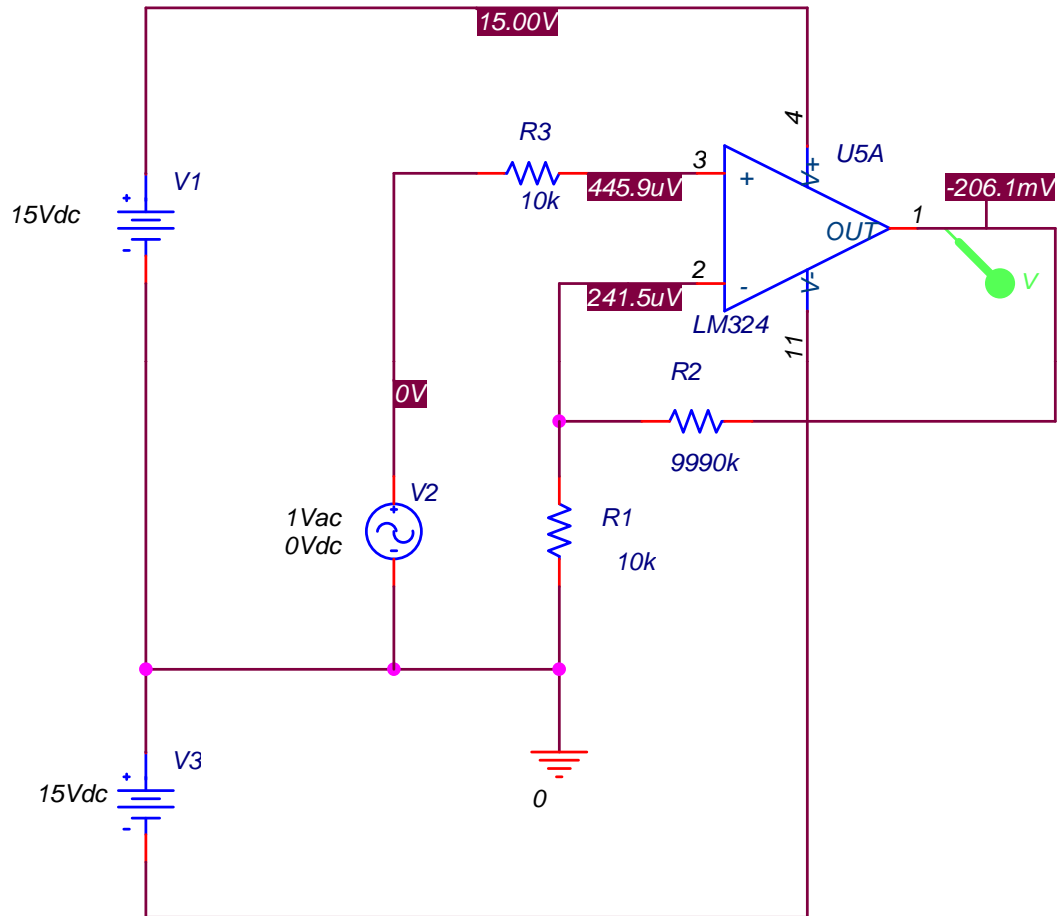 15.00V
R3
10k
445.9uV
3
4
U5A
V+
+
-206.1mV
V1
15Vdc
+
-
1
OUT
V
2
-
V-
241.5uV
LM324
11
R2
9990k
0V
V2
1Vac
0Vdc
+
-
R1
10k
V3
15Vdc
+
-
0